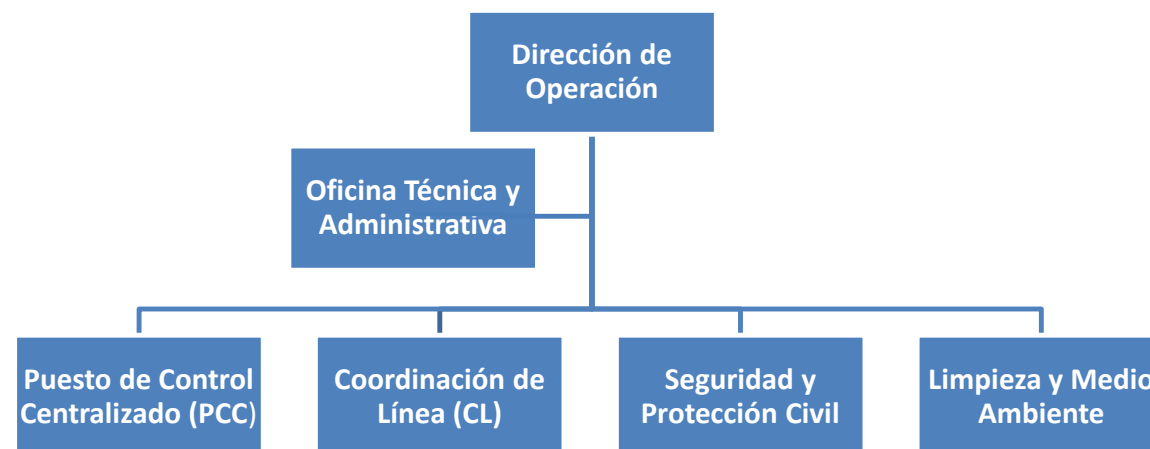 Dirección de
Operación
Oficina Técnica y
Administrativa
Puesto de Control
Centralizado (PCC)
Coordinación de
Línea (CL)
Seguridad y
Protección Civil
Limpieza y Medio
Ambiente